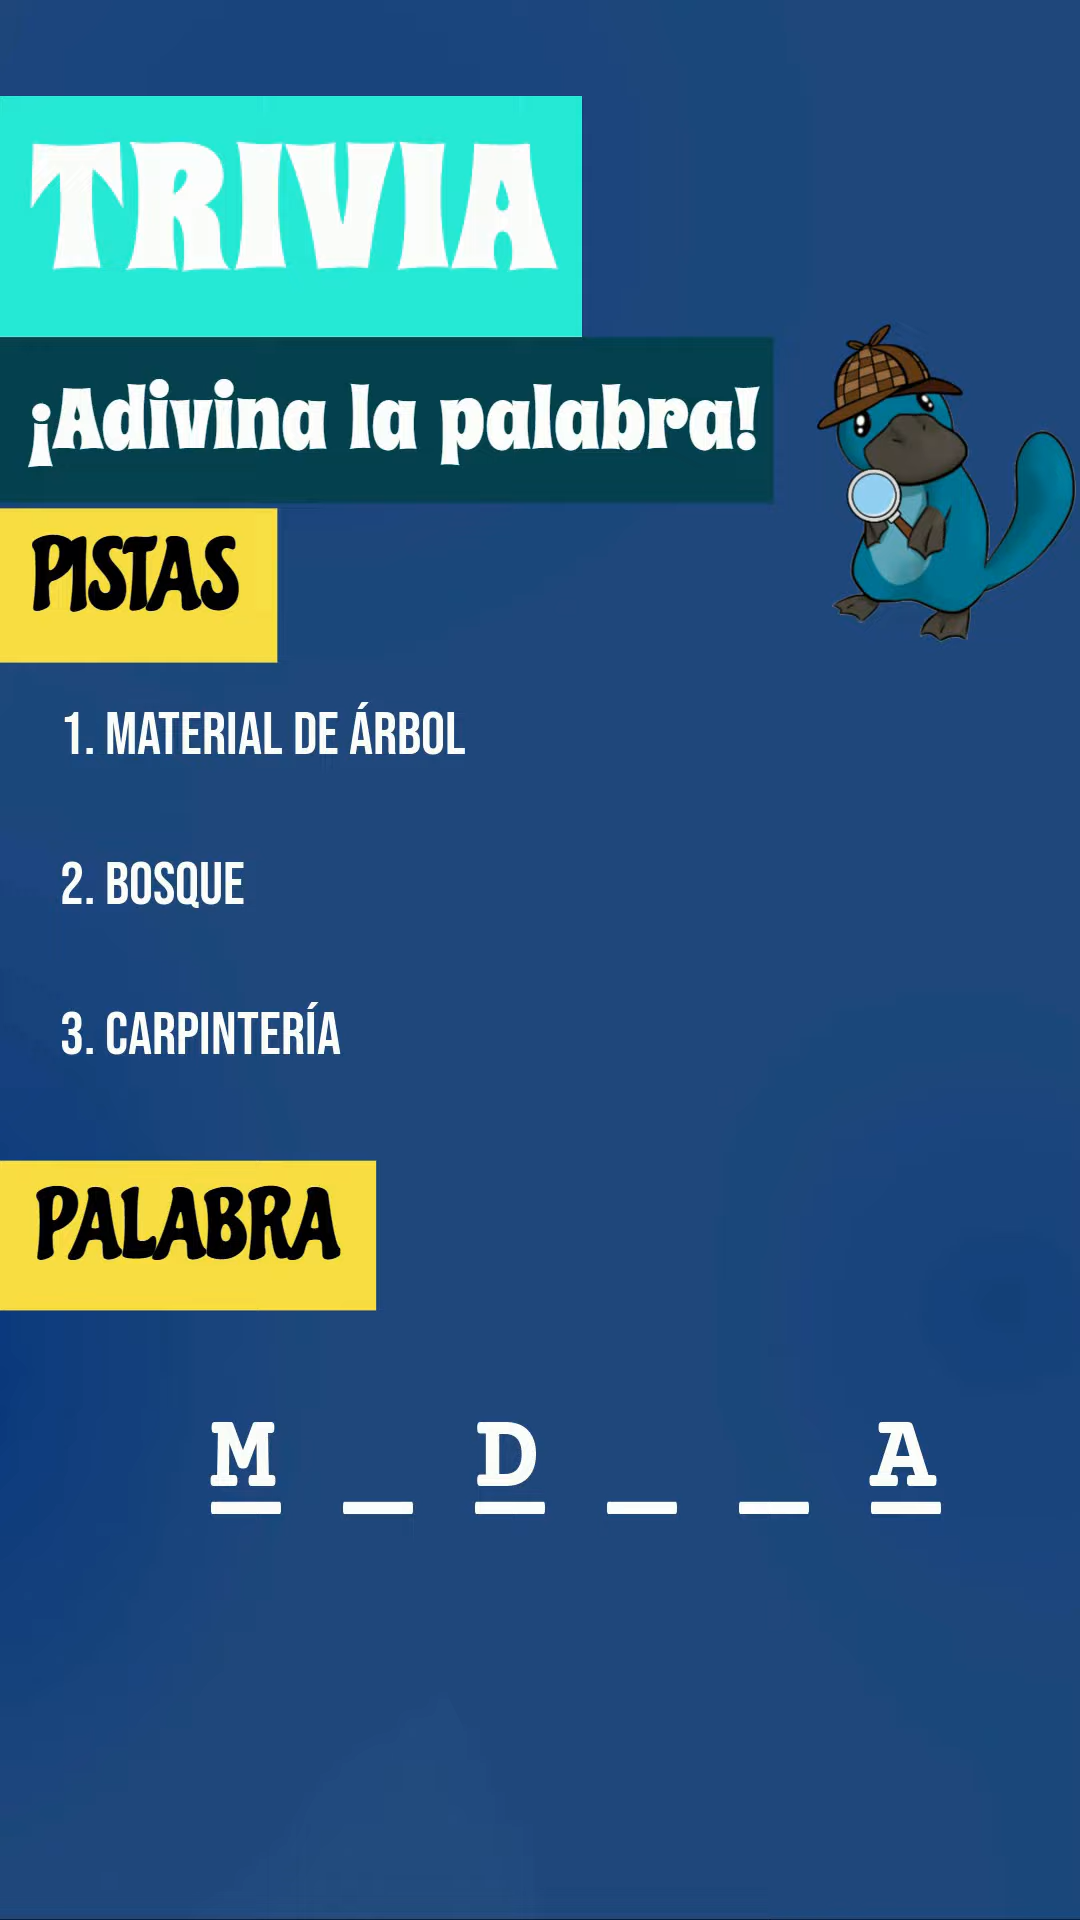 TRIVIA
¡Adivina la palabra!
PISTAS
1. MATERIAL DE ÁRBOL
2. BOSQUE
3. CARPINTERÍA
PALABRA
M _ D _ _ A